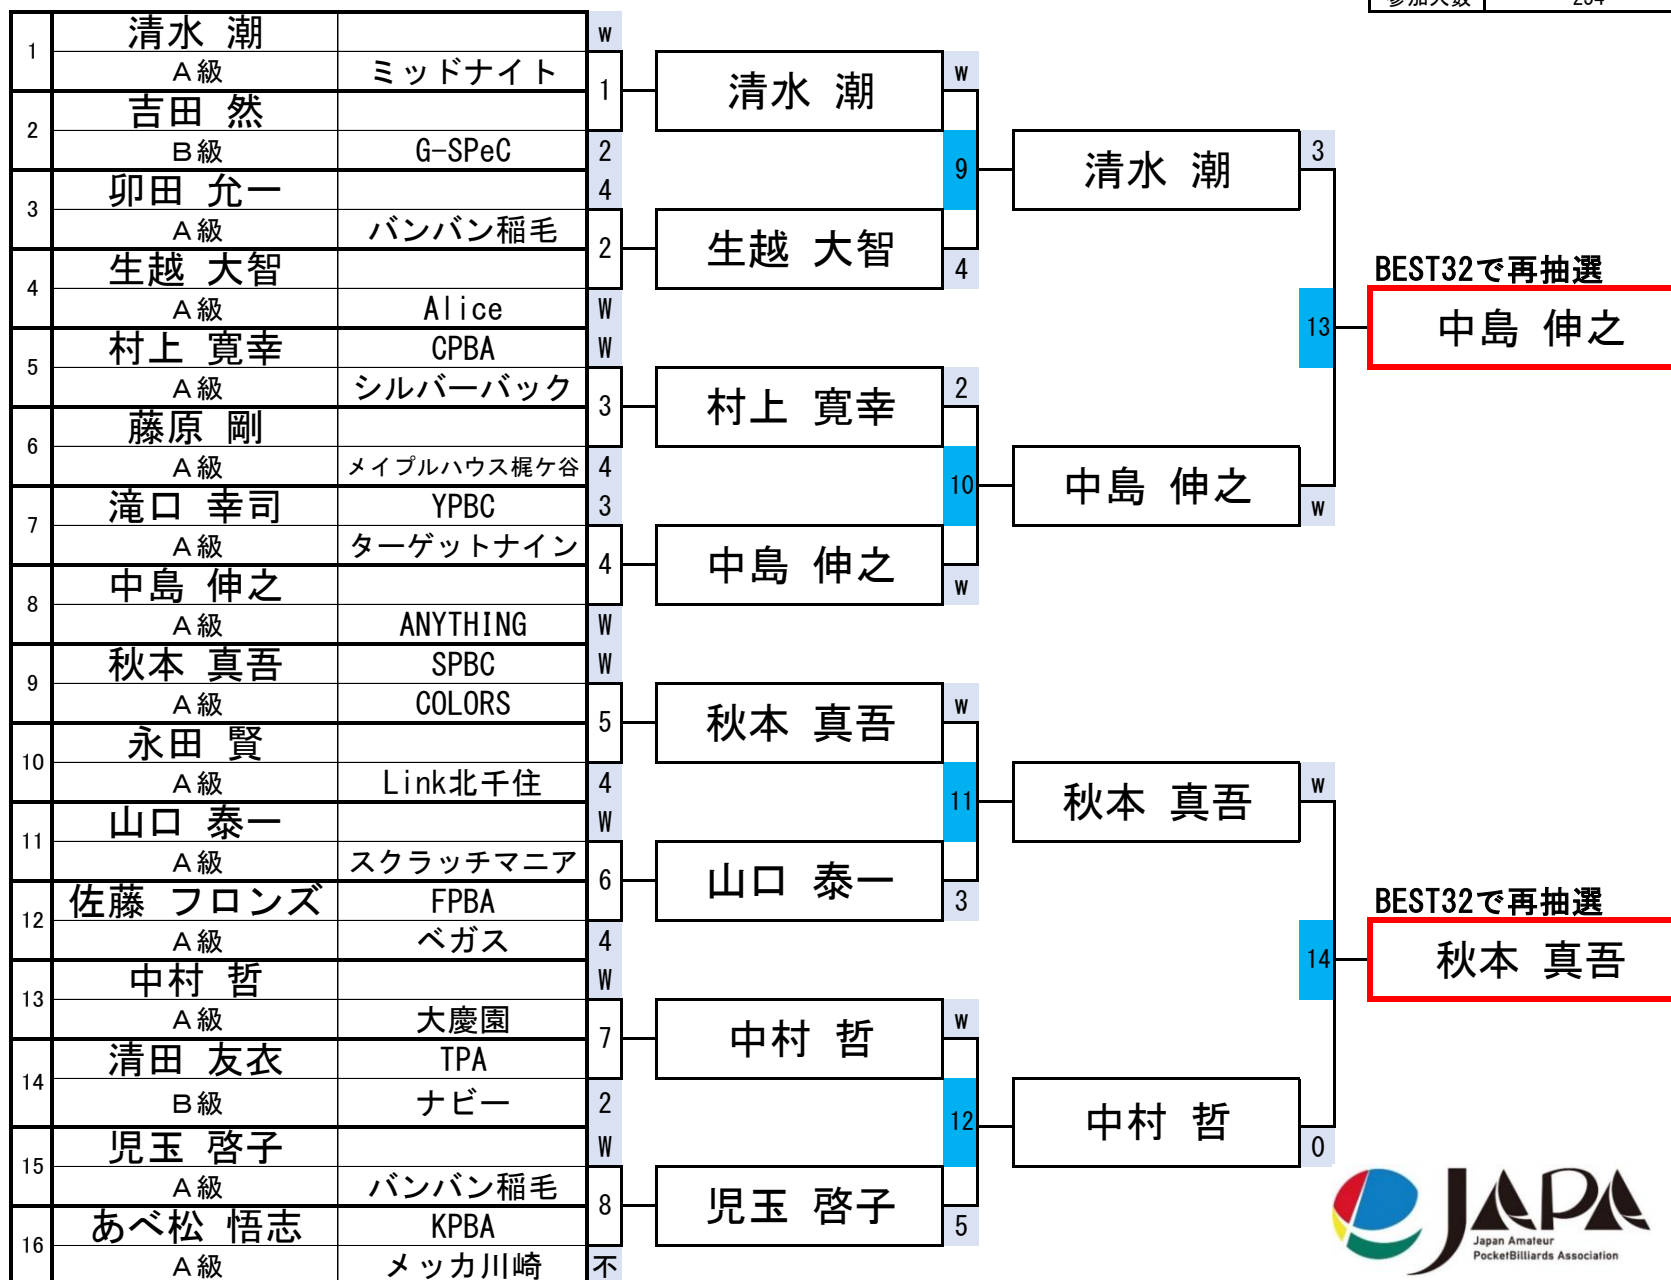 清水 潮 W
1
A級 ミッドナイト
吉田 然
2
B級 G-SPeC 2
卯田 允一 4
3
A級 バンバン稲毛
生越 大智
4
A級 Alice W
村上 寛幸 CPBA W
5
A級 シルバーバック
藤原 剛
6
A級 メイプルハウス梶ケ谷 4
滝口 幸司 YPBC 3
7
A級 ターゲットナイン
中島 伸之
8
A級 ANYTHING W
秋本 真吾 SPBC W
9
A級 COLORS
永田 賢
10
A級 Link北千住 4
山口 泰一 W
11
A級 スクラッチマニア
佐藤 フロンズ FPBA
12
A級 ベガス 4
中村 哲 W
13
A級 大慶園
清田 友衣 TPA
14
B級 ナビー 2
児玉 啓子 W
15
A級 バンバン稲毛
あべ松 悟志 KPBA
16
A級 メッカ川崎 不
1 清水 潮 W
2 生越 大智 4
3 村上 寛幸 2
4 中島 伸之 W
5 秋本 真吾 W
6 山口 泰一 3
7 中村 哲 W
8 児玉 啓子 5
9 清水 潮 3
10 中島 伸之 W
11 秋本 真吾 W
12 中村 哲 0
BEST32で再抽選
13 中島 伸之
BEST32で再抽選
14 秋本 真吾
JAPA
Japan Amateur
PocketBilliards Association